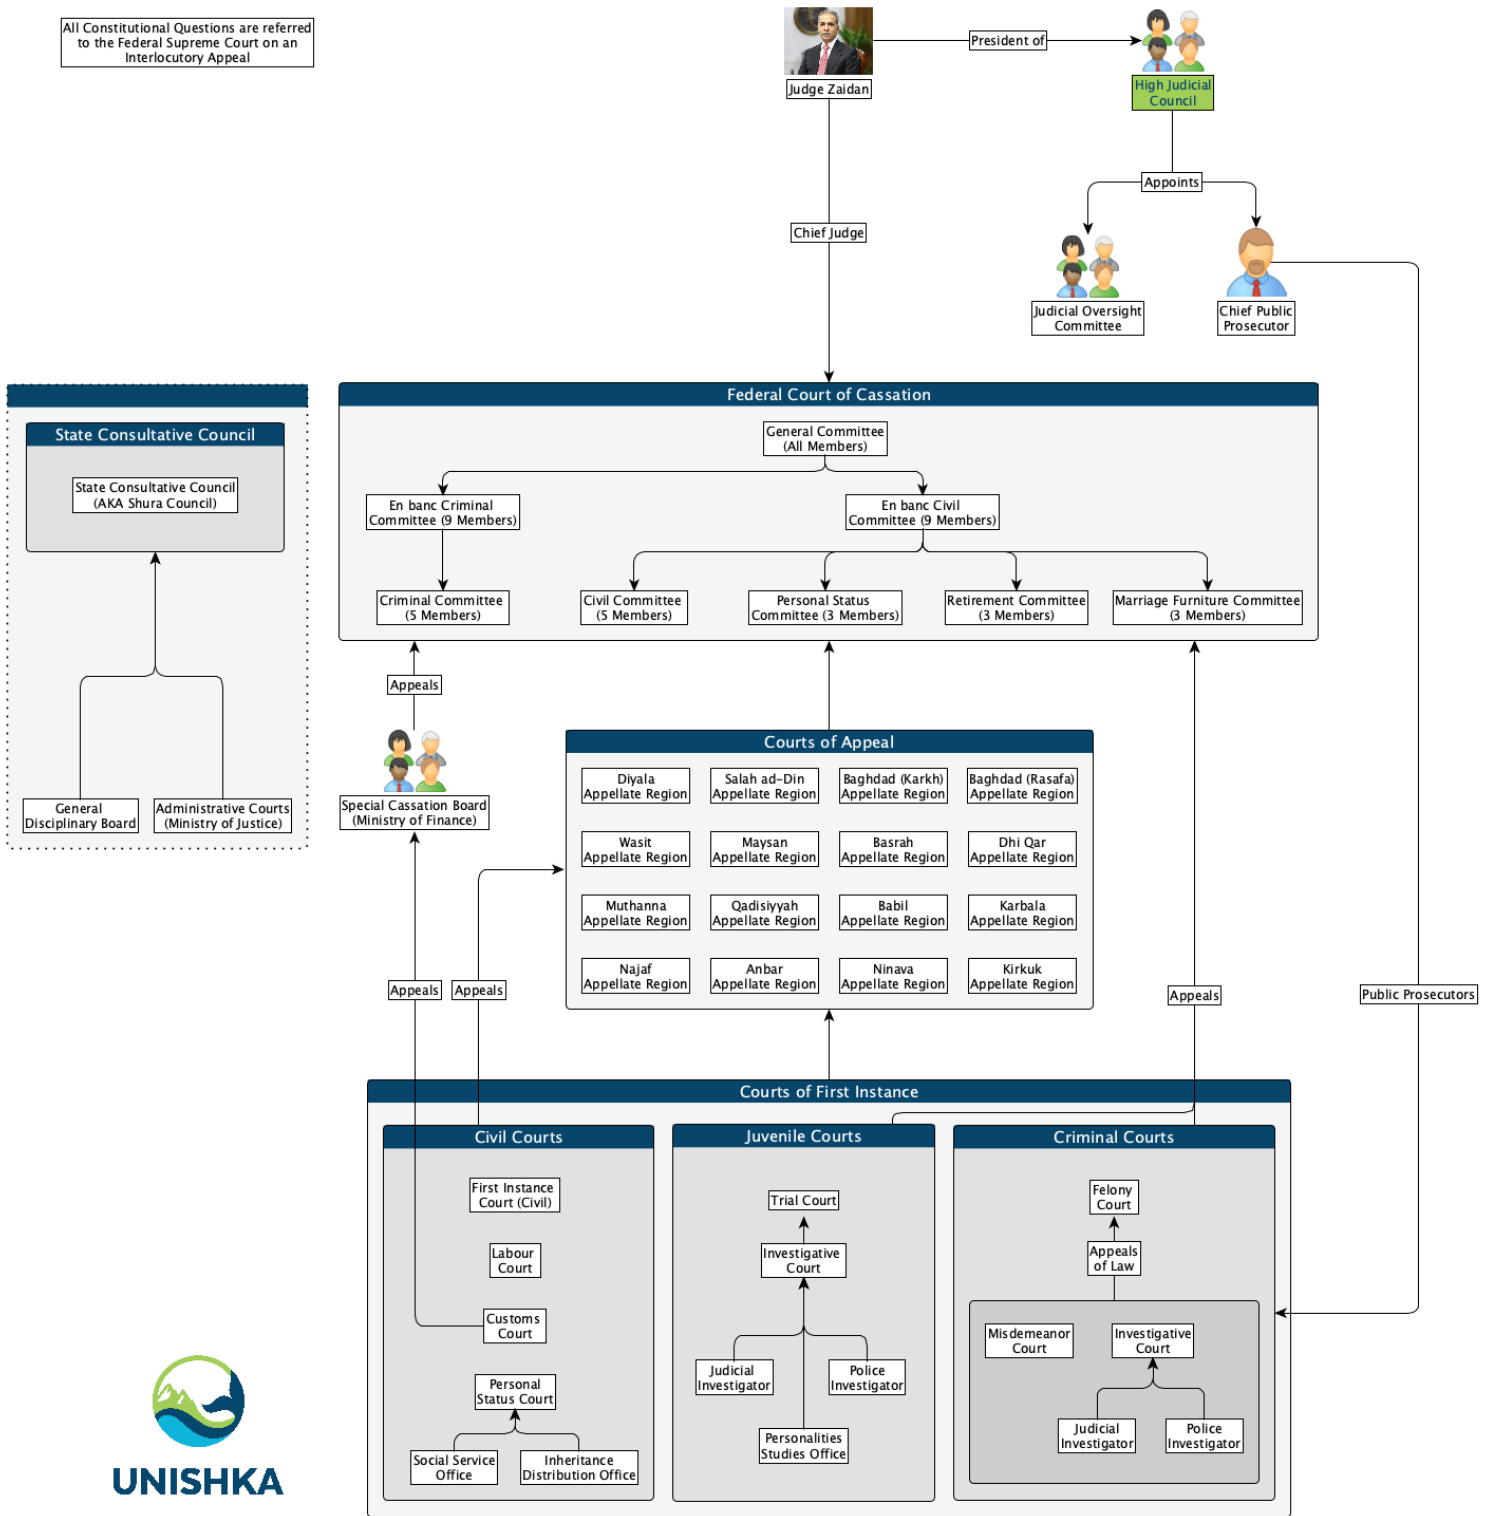 All Constitutional Questions are referred
to the Federal Supreme Court on an
Interlocutory Appeal
President of
Judge Zaidan
High Judicial
Council
Appoints
Chief Judge
Judicial Oversight
Committee
Chief Public
Prosecutor
Federal Court of Cassation
General Committee
(All Members)
En banc Criminal
Committee (9 Members)
En banc Civil
Committee (9 Members)
Criminal Committee
(5 Members)
Civil Committee
(5 Members)
Personal Status
Committee (3 Members)
Retirement Committee
(3 Members)
Marriage Furniture Committee
(3 Members)
State Consultative Council
State Consultative Council
(AKA Shura Council)
General
Disciplinary Board
Administrative Courts
(Ministry of Justice)
Appeals
Special Cassation Board
(Ministry of Finance)
Courts of Appeal
Diyala
Appellate Region
Salah ad-Din
Appellate Region
Baghdad (Karkh)
Appellate Region
Baghdad (Rasafa)
Appellate Region
Wasit
Appellate Region
Maysan
Appellate Region
Basrah
Appellate Region
Dhi Qar
Appellate Region
Muthanna
Appellate Region
Qadisiyyah
Appellate Region
Babil
Appellate Region
Karbala
Appellate Region
Najaf
Appellate Region
Anbar
Appellate Region
Ninava
Appellate Region
Kirkuk
Appellate Region
Appeals
Appeals
Appeals
Public Prosecutors
Courts of First Instance
Civil Courts
First Instance
Court (Civil)
Labour
Court
Customs
Court
Personal
Status Court
Social Service
Office
Inheritance
Distribution Office
Juvenile Courts
Trial Court
Investigative
Court
Judicial
Investigator
Police
Investigator
Personalities
Studies Office
Criminal Courts
Felony
Court
Appeals
of Law
Misdemeanor
Court
Investigative
Court
Judicial
Investigator
Police
Investigator
UNISHKA